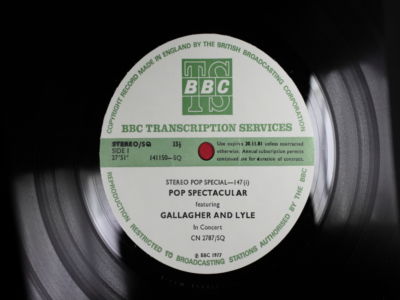 COPYRIGHT RECORD MADE IN ENGLAND BY THE BRITISH BROADCASTING CORPORATION
TS
BBC
BBC TRANSCRIPTION SERVICES
STEREO/SQ 33⅓
SIDE 1
27'51" 141150-SQ
Use expires 30.11.81 unless contracted
otherwise. Annual subscription permits
continued use for duration of contract.
STEREO POP SPECIAL—147(i)
POP SPECTACULAR
featuring
GALLAGHER AND LYLE
In Concert
CN 2787/SQ
℗ BBC 1977
REPRODUCTION RESTRICTED TO BROADCASTING STATIONS AUTHORISED BY THE BBC